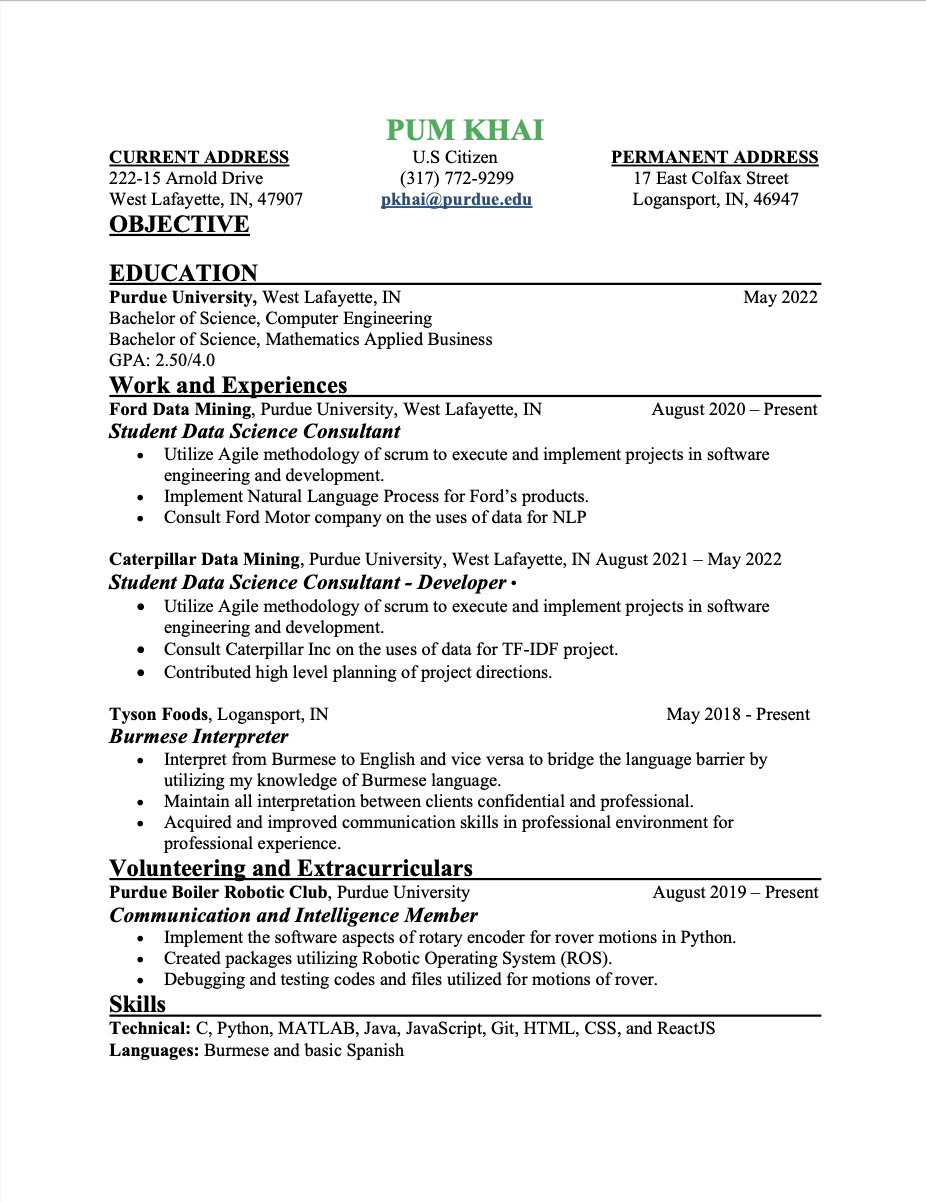 PUM KHAI
CURRENT ADDRESS U.S Citizen PERMANENT ADDRESS
222-15 Arnold Drive (317) 772-9299 17 East Colfax Street
West Lafayette, IN, 47907 pkhai@purdue.edu Logansport, IN, 46947
OBJECTIVE
EDUCATION
Purdue University, West Lafayette, IN May 2022
Bachelor of Science, Computer Engineering
Bachelor of Science, Mathematics Applied Business
GPA: 2.50/4.0
Work and Experiences
Ford Data Mining, Purdue University, West Lafayette, IN August 2020 – Present
Student Data Science Consultant
• Utilize Agile methodology of scrum to execute and implement projects in software
engineering and development.
• Implement Natural Language Process for Ford’s products.
• Consult Ford Motor company on the uses of data for NLP
Caterpillar Data Mining, Purdue University, West Lafayette, IN August 2021 – May 2022
Student Data Science Consultant - Developer •
• Utilize Agile methodology of scrum to execute and implement projects in software
engineering and development.
• Consult Caterpillar Inc on the uses of data for TF-IDF project.
• Contributed high level planning of project directions.
Tyson Foods, Logansport, IN May 2018 - Present
Burmese Interpreter
• Interpret from Burmese to English and vice versa to bridge the language barrier by
utilizing my knowledge of Burmese language.
• Maintain all interpretation between clients confidential and professional.
• Acquired and improved communication skills in professional environment for
professional experience.
Volunteering and Extracurriculars
Purdue Boiler Robotic Club, Purdue University August 2019 – Present
Communication and Intelligence Member
• Implement the software aspects of rotary encoder for rover motions in Python.
• Created packages utilizing Robotic Operating System (ROS).
• Debugging and testing codes and files utilized for motions of rover.
Skills
Technical: C, Python, MATLAB, Java, JavaScript, Git, HTML, CSS, and ReactJS
Languages: Burmese and basic Spanish